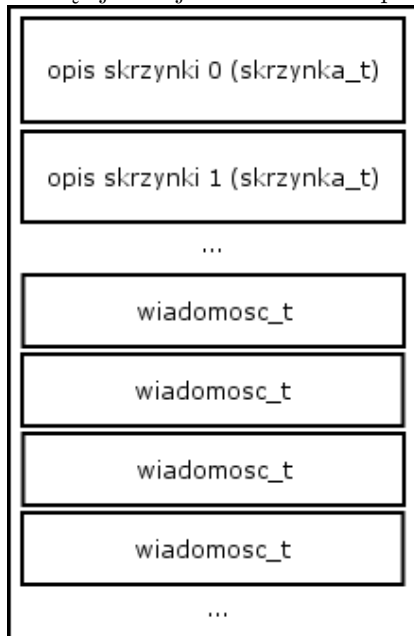 opis skrzynki 0 (skrzynka_t)
opis skrzynki 1 (skrzynka_t)
...
wiadomosc_t
wiadomosc_t
wiadomosc_t
wiadomosc_t
...